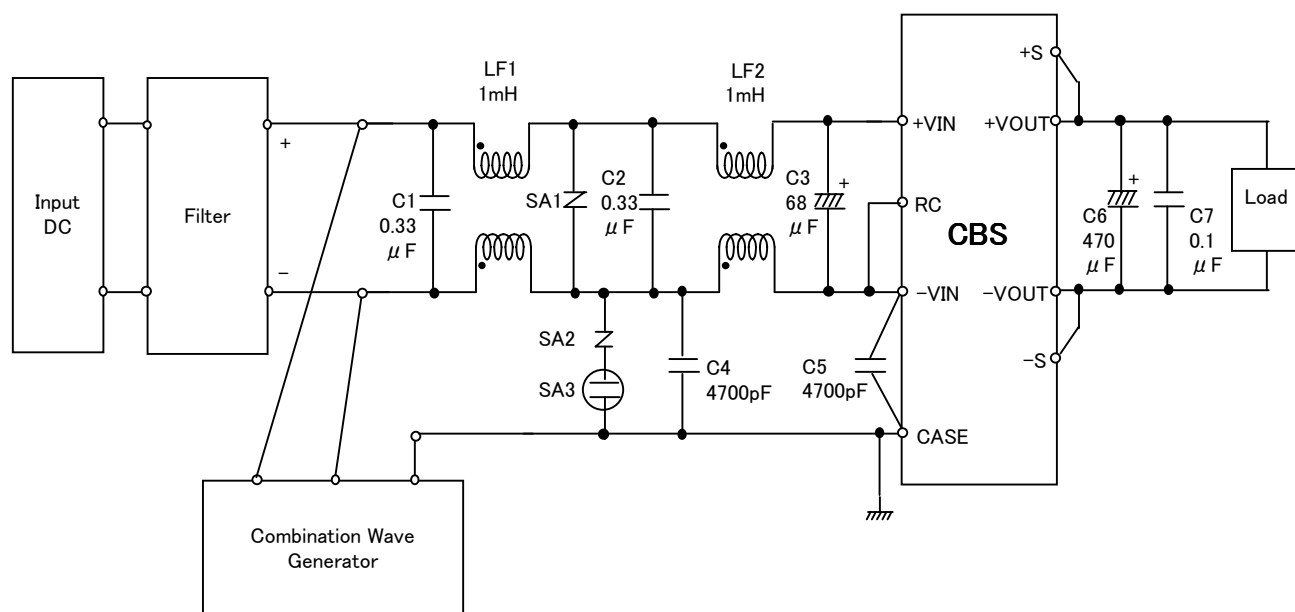 Input
DC
Filter
+
−
LF1
1mH
LF2
1mH
C1
0.33
μF
SA1
C2
0.33
μF
C3
68
μF
+
SA2
SA3
C4
4700pF
C5
4700pF
+VIN
RC
−VIN
CASE
CBS
+S
+VOUT
−VOUT
−S
+
C6
470
μF
C7
0.1
μF
Load
Combination Wave
Generator